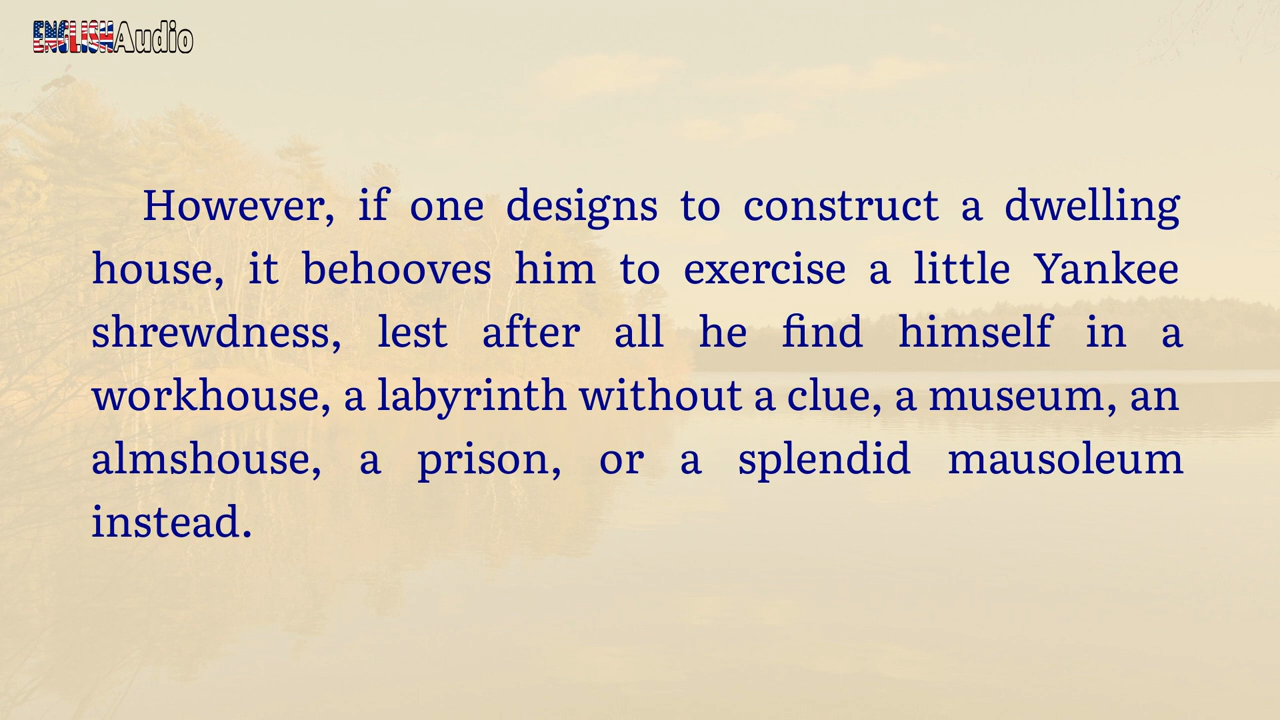 ENGLISHAudio
However, if one designs to construct a dwelling
house, it behooves him to exercise a little Yankee
shrewdness, lest after all he find himself in a
workhouse, a labyrinth without a clue, a museum, an
almshouse, a prison, or a splendid mausoleum
instead.